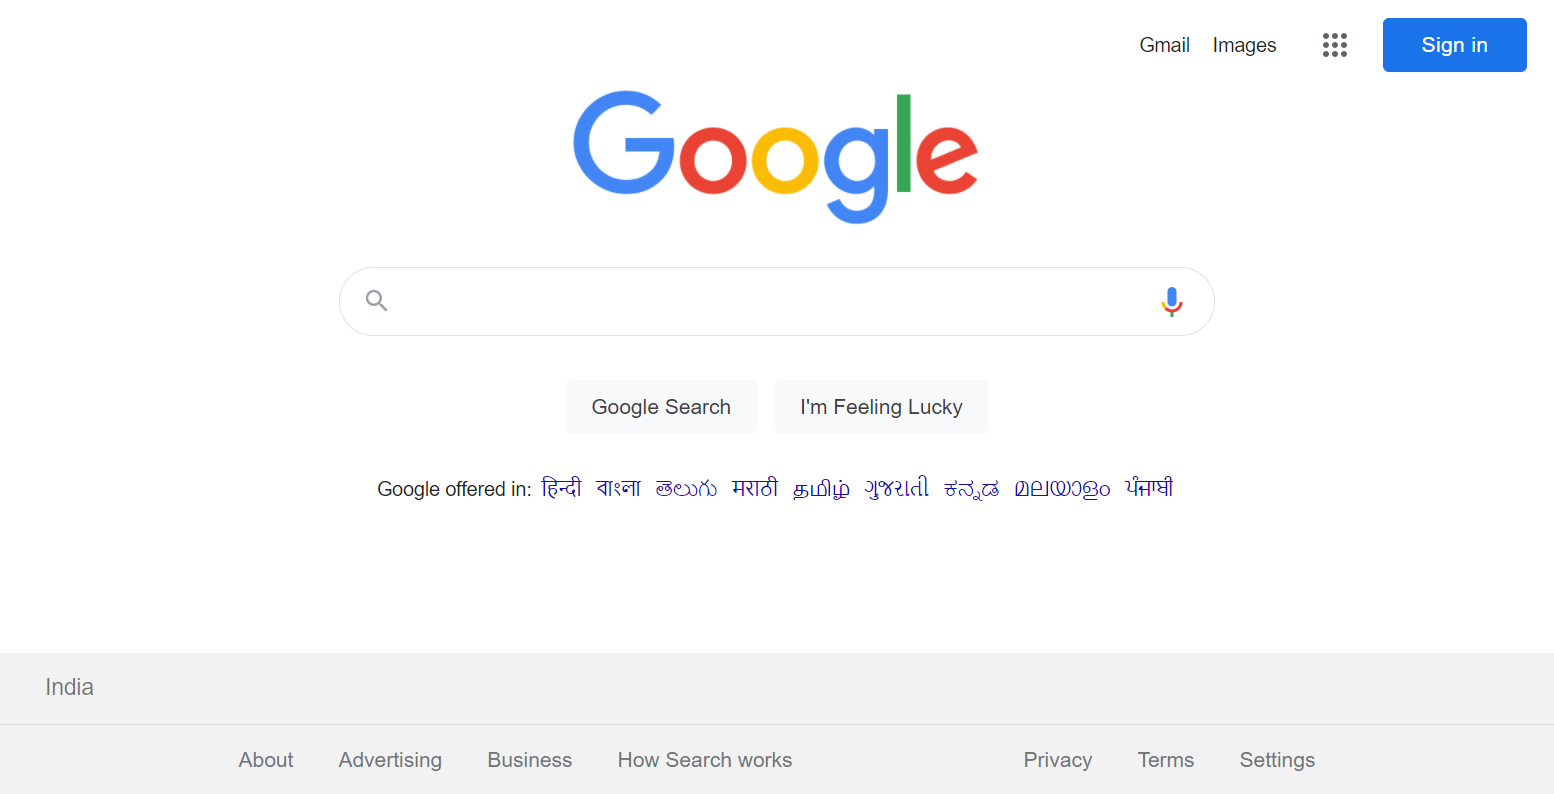 Gmail Images Sign in
Google
Google Search I'm Feeling Lucky
Google offered in: हिन्दी বাংলা తెలుగు मराठी தமிழ் ગુજરાતી ಕನ್ನಡ മലയാളം ਪੰਜਾਬੀ
India
About Advertising Business How Search works Privacy Terms Settings